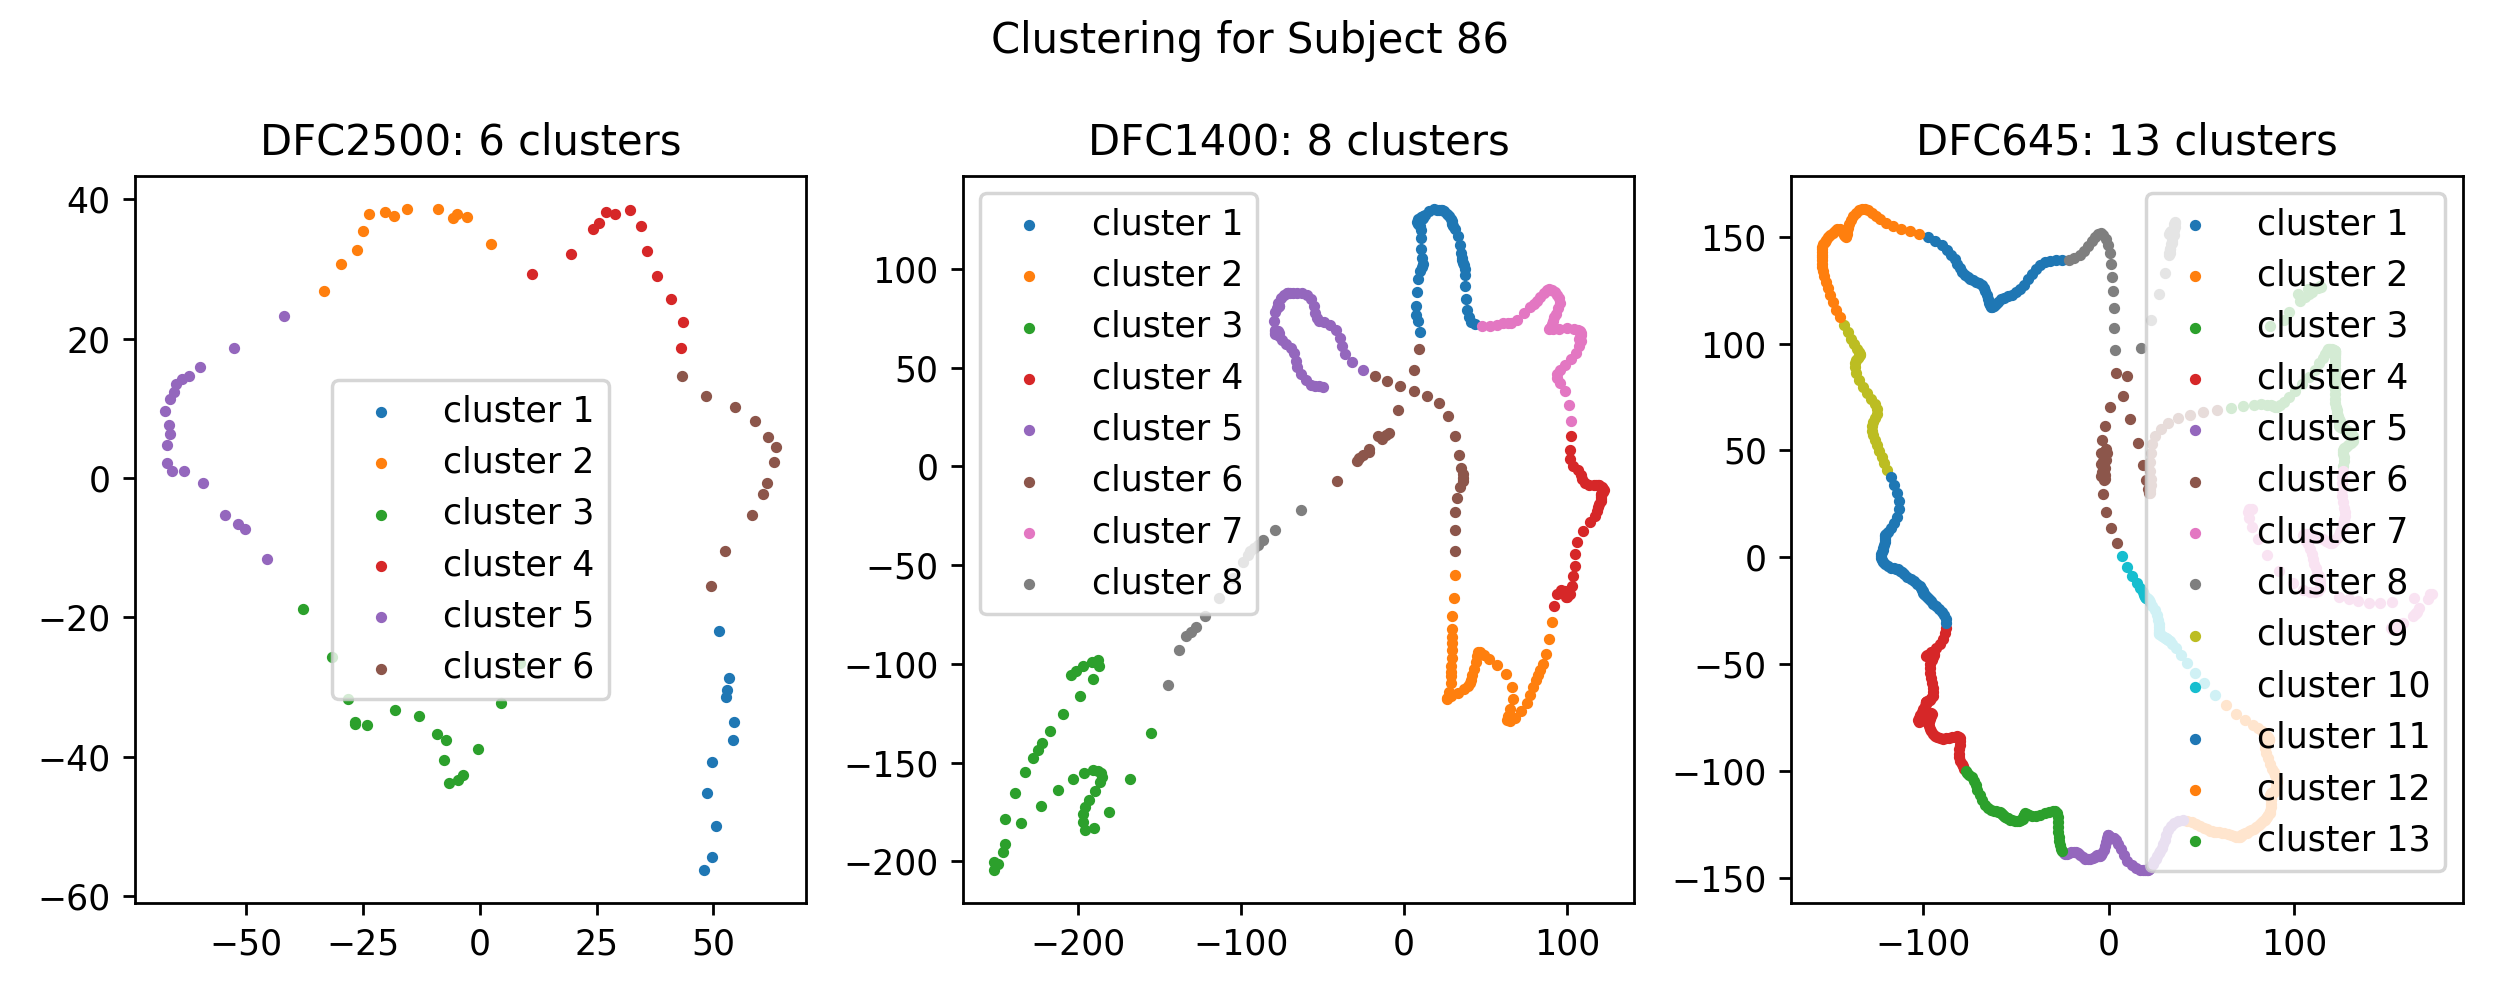 Clustering for Subject 86
DFC2500: 6 clusters
40
20
0
−20
−40
−60
−50
−25
0
25
50
cluster 1
cluster 2
cluster 3
cluster 4
cluster 5
cluster 6
DFC1400: 8 clusters
100
50
0
−50
−100
−150
−200
−200
−100
0
100
cluster 1
cluster 2
cluster 3
cluster 4
cluster 5
cluster 6
cluster 7
cluster 8
DFC645: 13 clusters
150
100
50
0
−50
−100
−150
−100
0
100
cluster 1
cluster 2
cluster 3
cluster 4
cluster 5
cluster 6
cluster 7
cluster 8
cluster 9
cluster 10
cluster 11
cluster 12
cluster 13